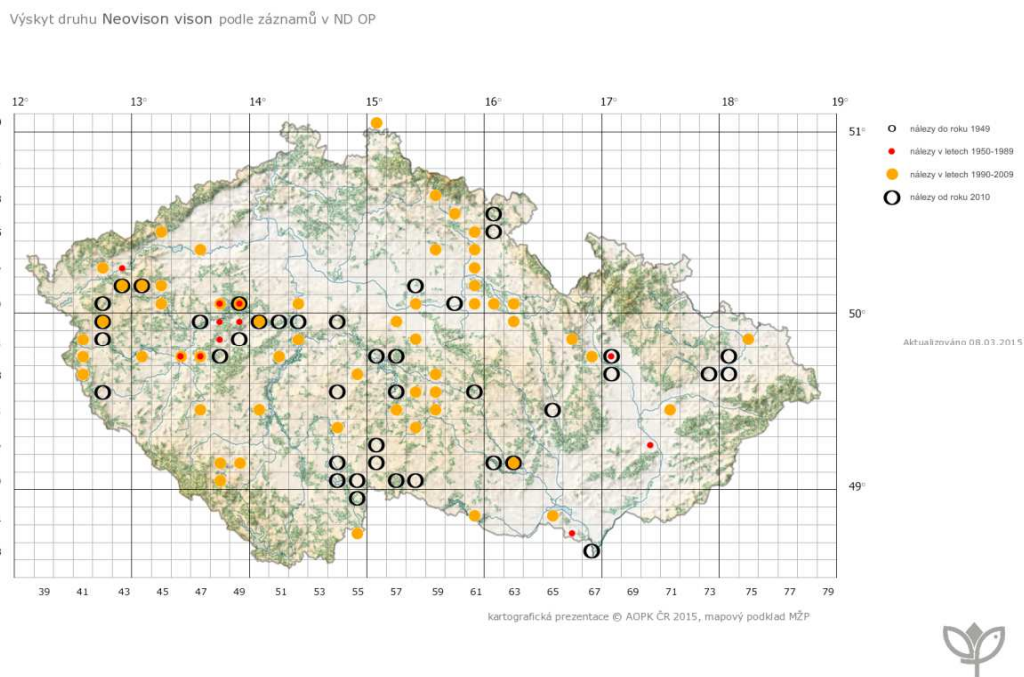 Výskyt druhu Neovison vison podle záznamů v ND OP
12° 13° 14° 15° 16° 17° 18° 19°
51°
nálezy do roku 1949
nálezy v letech 1950-1989
nálezy v letech 1990-2009
nálezy od roku 2010
50°
Aktualizováno 08.03.2015
49°
39 41 43 45 47 49 51 53 55 57 59 61 63 65 67 69 71 73 75 77 79
kartografická prezentace © AOPK ČR 2015, mapový podklad MŽP